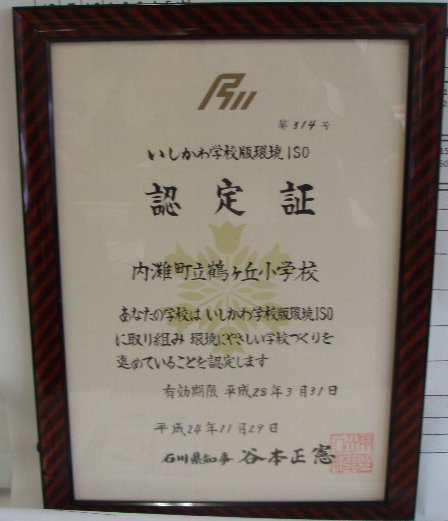 第314号
いしかわ学校版環境ISO
認定証
内灘町立鶴ケ丘小学校
あなたの学校は いしかわ学校版環境ISO
に取り組み 環境にやさしい学校づくりを
進めていることを認定します
有効期限 平成28年3月31日
平成24年11月29日
石川県知事 谷本正憲